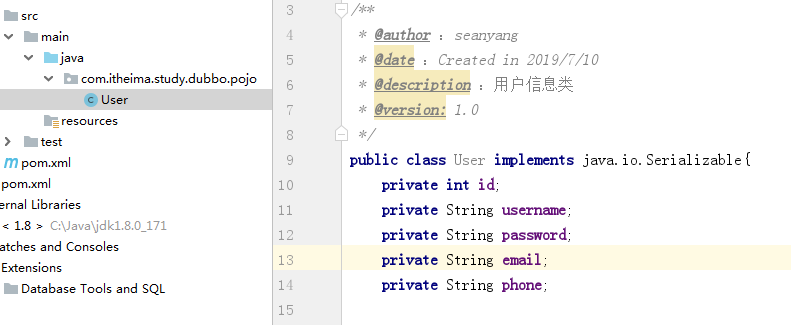 src
main
java
com.itheima.study.dubbo.pojo
User
resources
test
pom.xml
pom.xml
ernal Libraries
< 1.8 > C:\Java\jdk1.8.0_171
atches and Consoles
Extensions
Database Tools and SQL
3 /**
4 * @author : seanyang
5 * @date : Created in 2019/7/10
6 * @description : 用户信息类
7 * @version: 1.0
8 */
9 public class User implements java.io.Serializable{
10 private int id;
11 private String username;
12 private String password;
13 private String email;
14 private String phone;
15